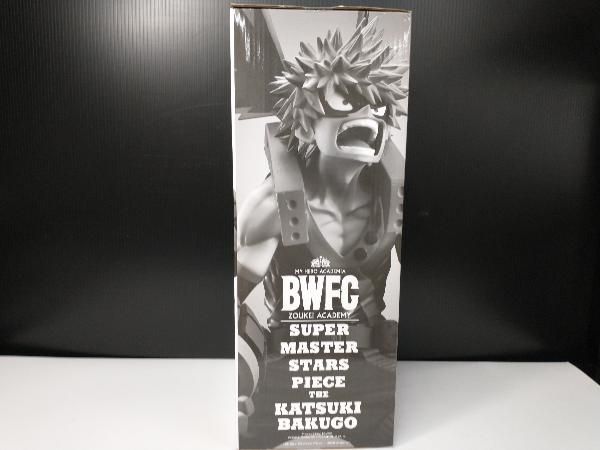 MY HERO ACADEMIA
BWFC
ZOUKEI ACADEMY
SUPER
MASTER
STARS
PIECE
THE
KATSUKI
BAKUGO